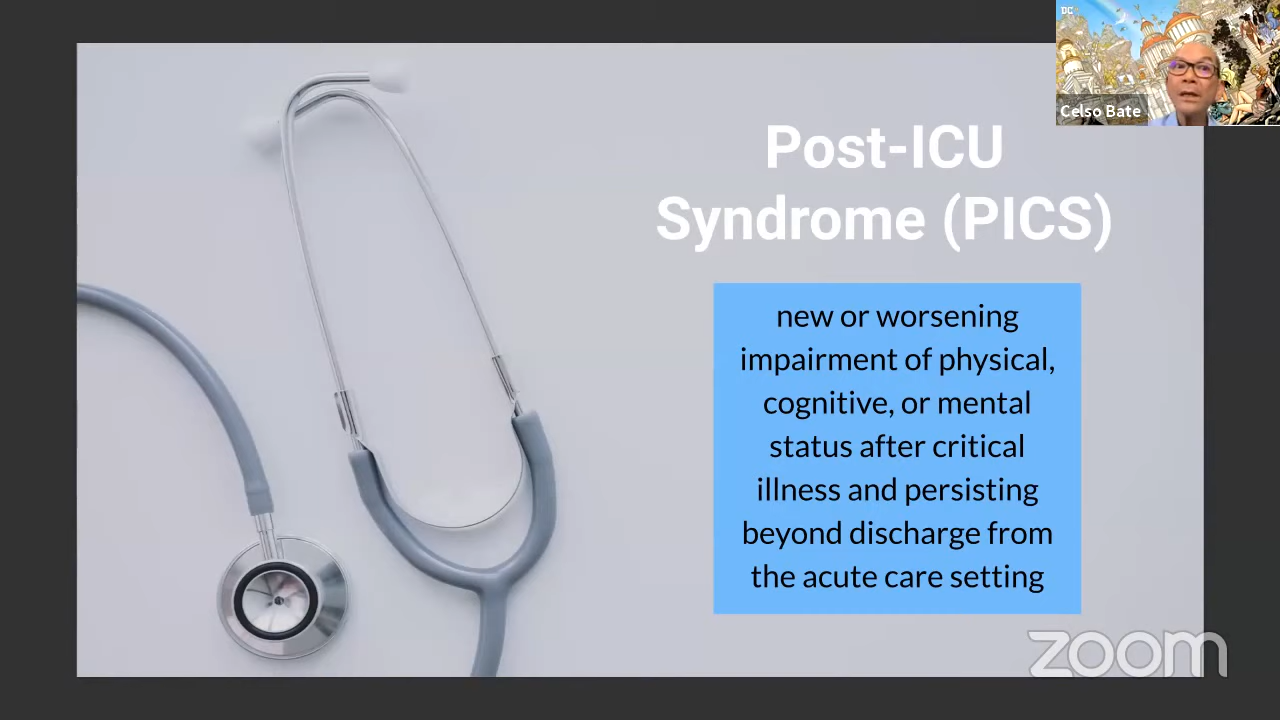 DC
Celso Bate
Post-ICU
Syndrome (PICS)
new or worsening
impairment of physical,
cognitive, or mental
status after critical
illness and persisting
beyond discharge from
the acute care setting
zoom